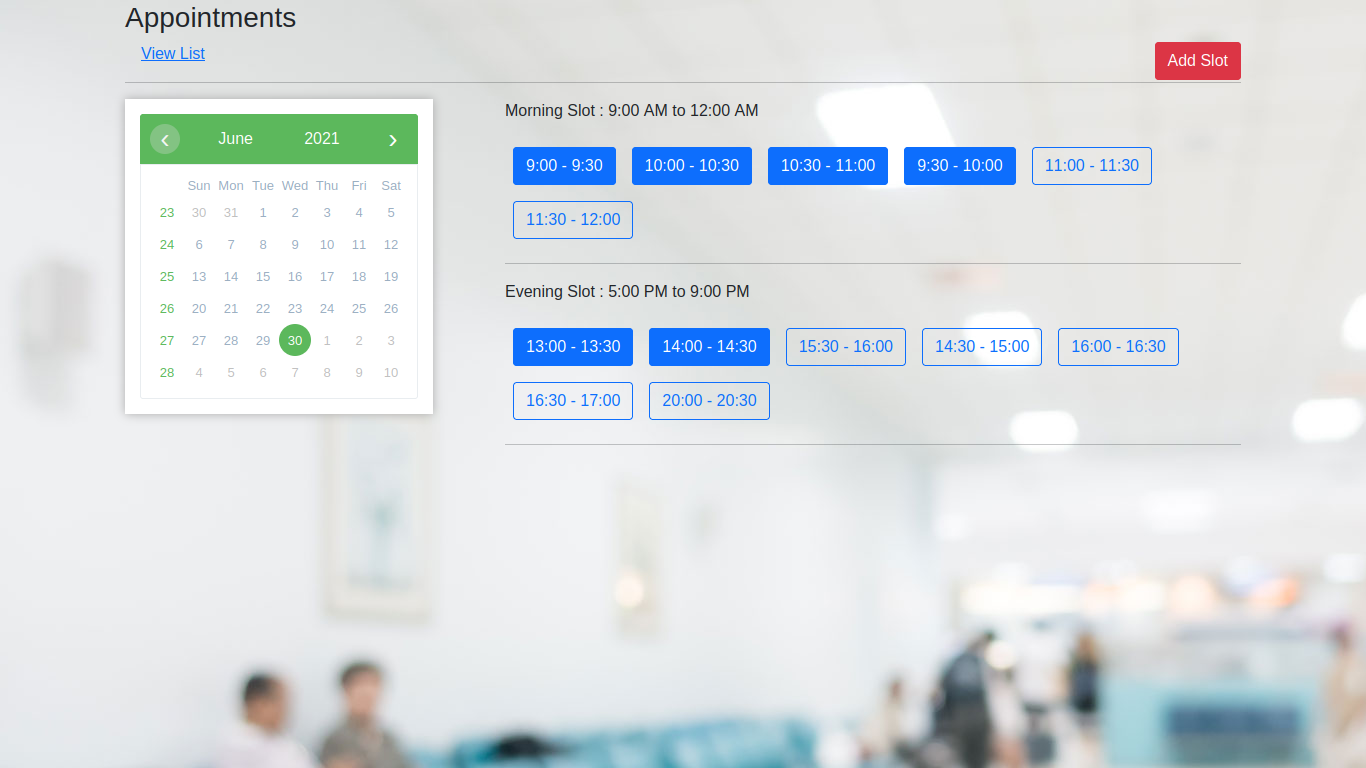 Appointments
View List
Add Slot
‹ June 2021 ›
Sun Mon Tue Wed Thu Fri Sat
23 30 31 1 2 3 4 5
24 6 7 8 9 10 11 12
25 13 14 15 16 17 18 19
26 20 21 22 23 24 25 26
27 27 28 29 30 1 2 3
28 4 5 6 7 8 9 10
Morning Slot : 9:00 AM to 12:00 AM
9:00 - 9:30 10:00 - 10:30 10:30 - 11:00 9:30 - 10:00 11:00 - 11:30
11:30 - 12:00
Evening Slot : 5:00 PM to 9:00 PM
13:00 - 13:30 14:00 - 14:30 15:30 - 16:00 14:30 - 15:00 16:00 - 16:30
16:30 - 17:00 20:00 - 20:30